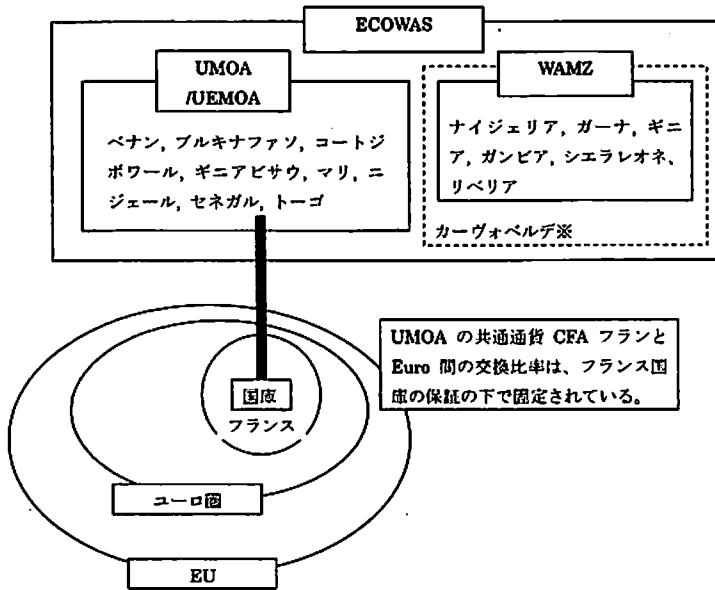 ECOWAS
UMOA
/UEMOA
ベナン, ブルキナファソ, コートジ
ボワール, ギニアビサウ, マリ, ニ
ジェール, セネガル, トーゴ
WAMZ
ナイジェリア, ガーナ, ギニ
ア, ガンビア, シエラレオネ、
リベリア
カーヴォベルデ※
UMOA の共通通貨 CFA フランと
Euro 間の交換比率は、フランス国
庫の保証の下で固定されている。
国庫
フランス
ユーロ圏
EU